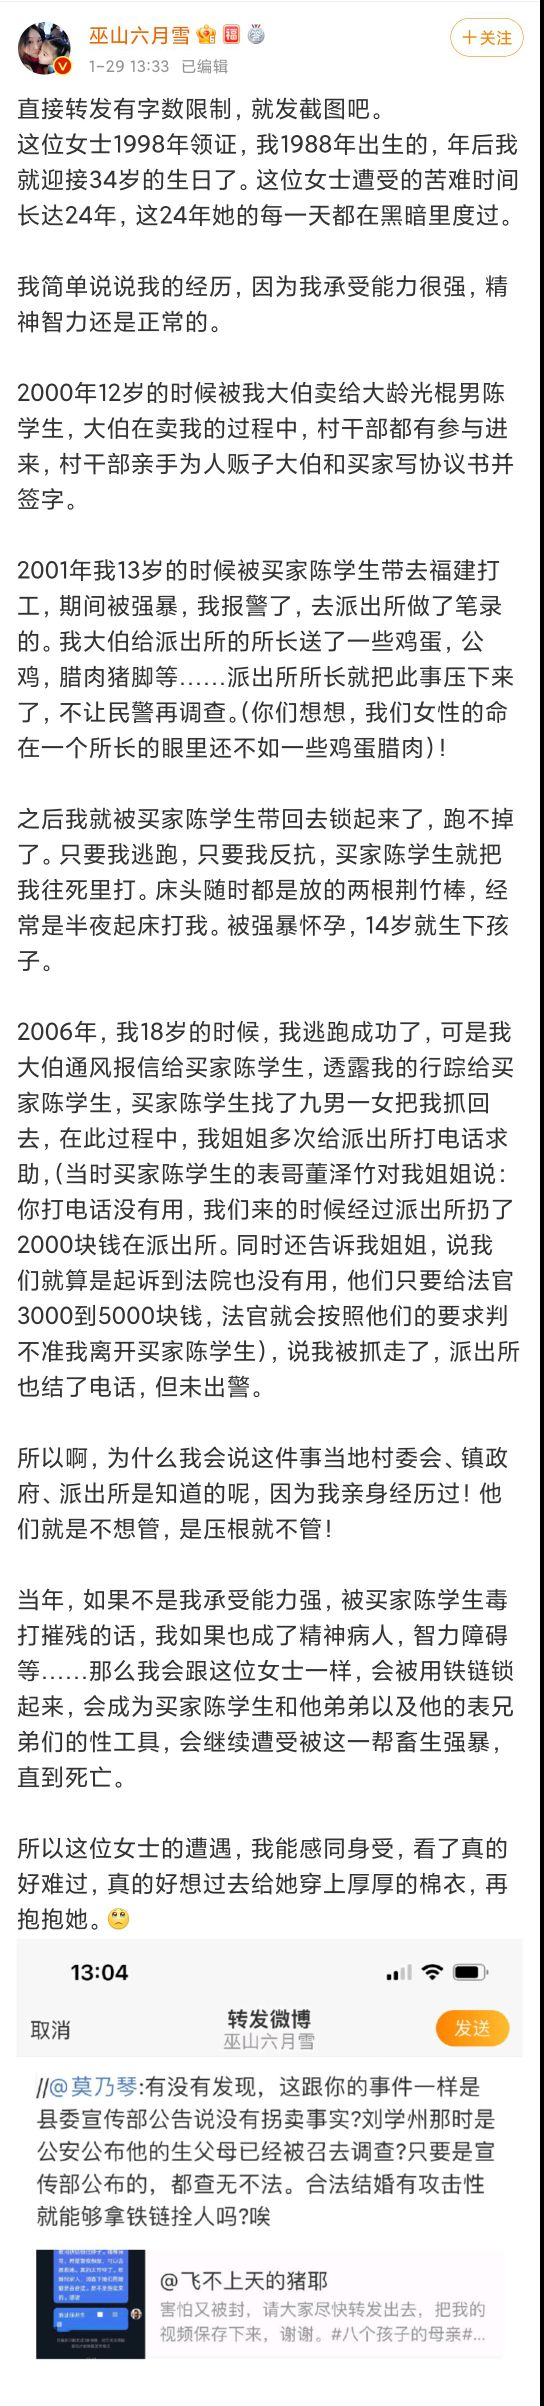 巫山六月雪
福
1-29 13:33 已编辑
+关注
直接转发有字数限制，就发截图吧。
这位女士1998年领证，我1988年出生的，年后我
就迎接34岁的生日了。这位女士遭受的苦难时间
长达24年，这24年她的每一天都在黑暗里度过。
我简单说说我的经历，因为我承受能力很强，精
神智力还是正常的。
2000年12岁的时候被我大伯卖给大龄光棍男陈
学生，大伯在卖我的过程中，村干部都有参与进
来，村干部亲手为人贩子大伯和买家写协议书并
签字。
2001年我13岁的时候被买家陈学生带去福建打
工，期间被强暴，我报警了，去派出所做了笔录
的。我大伯给派出所的所长送了一些鸡蛋，公
鸡，腊肉猪脚等……派出所所长就把此事压下来
了，不让民警再调查。（你们想想，我们女性的命
在一个所长的眼里还不如一些鸡蛋腊肉）！
之后我就被买家陈学生带回去锁起来了，跑不掉
了。只要我逃跑，只要我反抗，买家陈学生就把
我往死里打。床头随时都是放的两根荆竹棒，经
常是半夜起床打我。被强暴怀孕，14岁就生下孩
子。
2006年，我18岁的时候，我逃跑成功了，可是我
大伯通风报信给买家陈学生，透露我的行踪给买
家陈学生，买家陈学生找了九男一女把我抓回
去，在此过程中，我姐姐多次给派出所打电话求
助，（当时买家陈学生的表哥董泽竹对我姐姐说：
你打电话没有用，我们来的时候经过派出所扔了
2000块钱在派出所。同时还告诉我姐姐，说我
们就算是起诉到法院也没有用，他们只要给法官
3000到5000块钱，法官就会按照他们的要求判
不准我离开买家陈学生），说我被抓走了，派出所
也结了电话，但未出警。
所以啊，为什么我会说这件事当地村委会、镇政
府、派出所是知道的呢，因为我亲身经历过！他
们就是不想管，是压根就不管！
当年，如果不是我承受能力强，被买家陈学生毒
打摧残的话，我如果也成了精神病人，智力障碍
等……那么我会跟这位女士一样，会被用铁链锁
起来，会成为买家陈学生和他弟弟以及他的表兄
弟们的性工具，会继续遭受被这一帮畜生强暴，
直到死亡。
所以这位女士的遭遇，我能感同身受，看了真的
好难过，真的好想过去给她穿上厚厚的棉衣，再
抱抱她。
13:04
取消
转发微博
巫山六月雪
发送
//@莫乃琴:有没有发现，这跟你的事件一样是
县委宣传部公告说没有拐卖事实?刘学州那时是
公安公布他的生父母已经被召去调查?只要是宣
传部公布的，都查无不法。合法结婚有攻击性
就能够拿铁链拴人吗?唉
@飞不上天的猪耶
害怕又被封，请大家尽快转发出去，把我的
视频保存下来，谢谢。#八个孩子的母亲#...